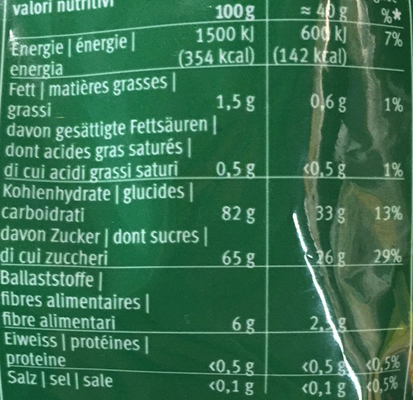 valori nutritivi 100 g ≈ 40 g %*
Energie | énergie | 1500 kJ 600 kJ 7%
energia (354 kcal) (142 kcal)
Fett | matières grasses |
grassi 1,5 g 0,6 g 1%
davon gesättigte Fettsäuren |
dont acides gras saturés |
di cui acidi grassi saturi 0,5 g <0,5 g 1%
Kohlenhydrate | glucides |
carboidrati 82 g 33 g 13%
davon Zucker | dont sucres |
di cui zuccheri 65 g 26 g 29%
Ballaststoffe |
fibres alimentaires |
fibre alimentari 6 g
Eiweiss | protéines |
proteine <0,5 g <0,5 g <0,5%
Salz | sel | sale <0,1 g <0,1 g <0,5%